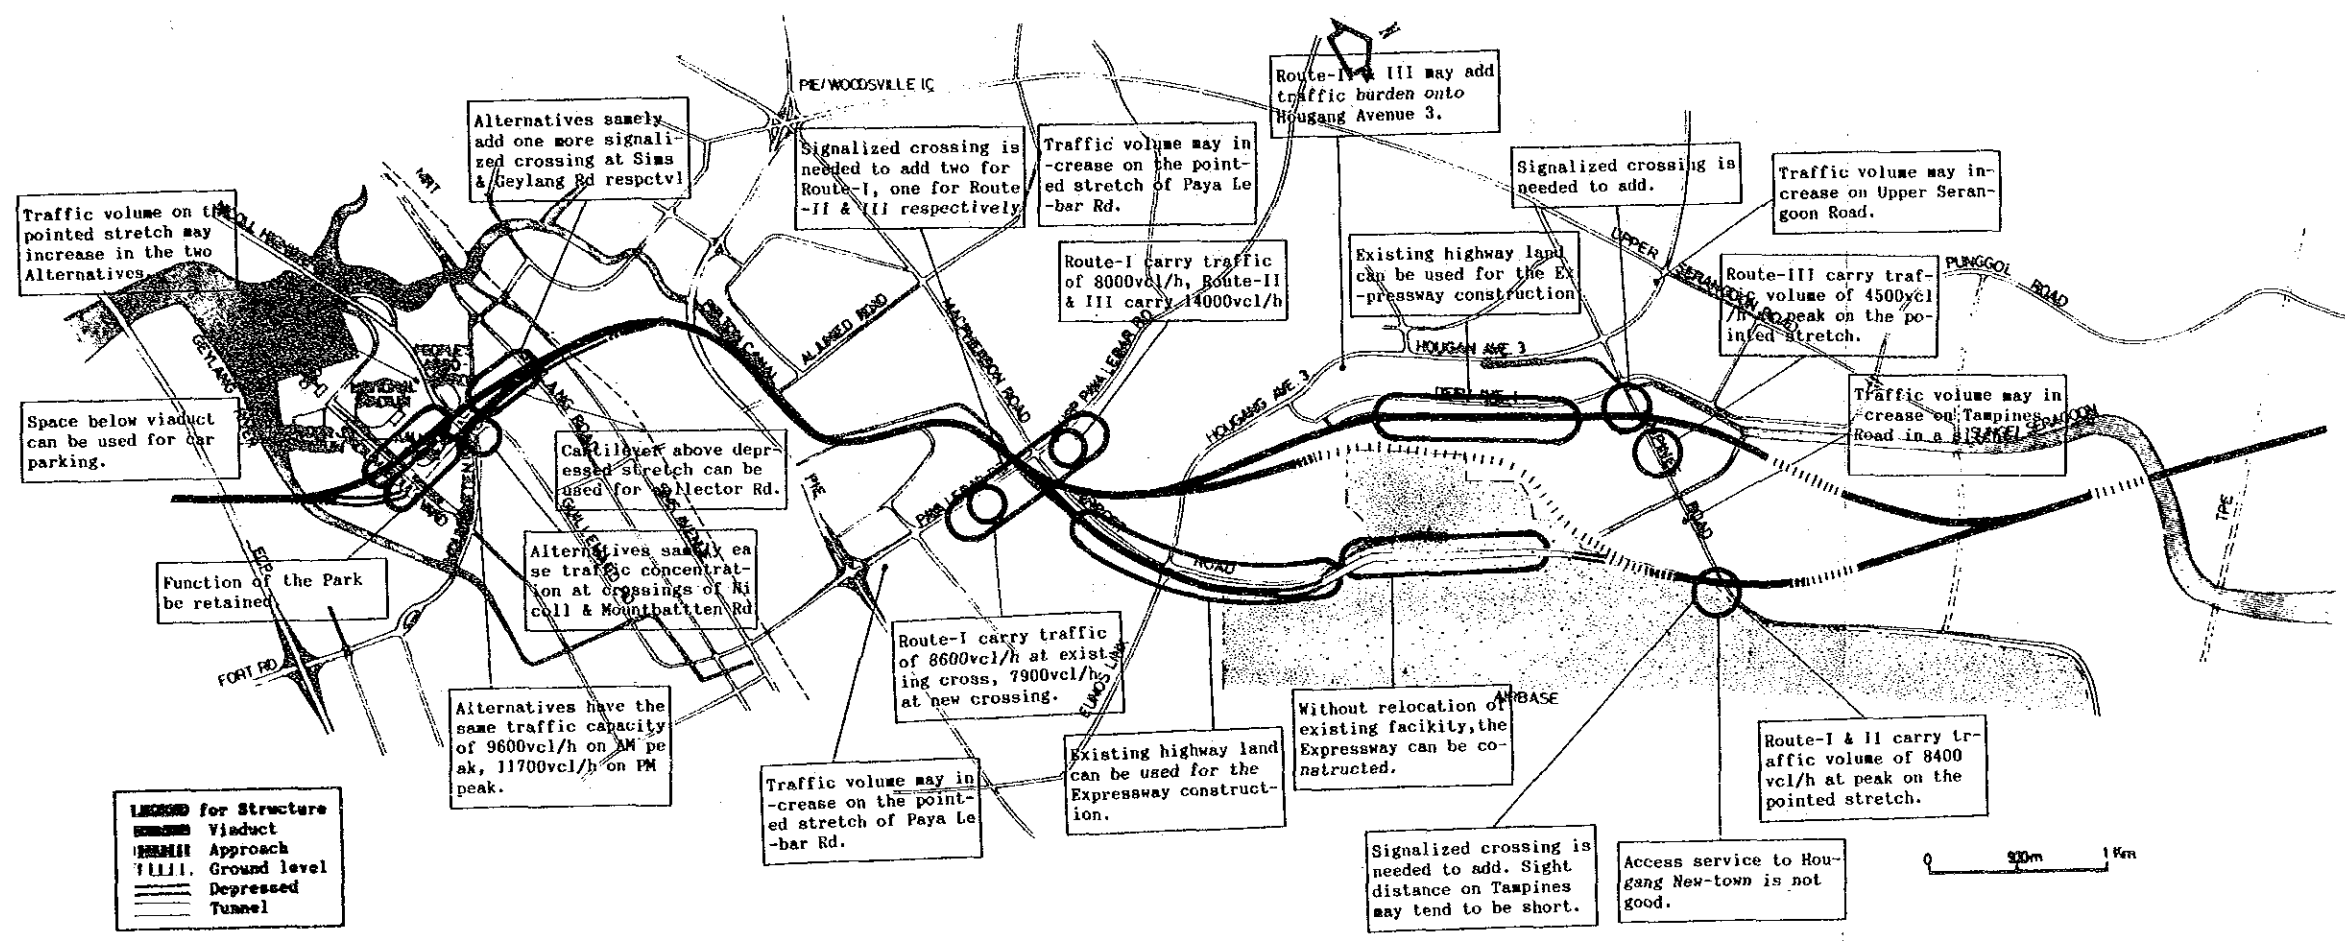 N
PIE/WOODSVILLE IC
Route-II & III may add
traffic burden onto
Hougang Avenue 3.
Alternatives samely
add one more signali-
zed crossing at Sims
& Geylang Rd respctvl
Signalized crossing is
needed to add two for
Route-I, one for Route
-II & III respectively
Traffic volume may in
-crease on the point-
ed stretch of Paya Le
-bar Rd.
Signalized crossing is
needed to add.
Traffic volume may in-
crease on Upper Seran-
goon Road.
MRT
Traffic volume on th
pointed stretch may
increase in the two
Alternatives.
Route-I carry traffic
of 8000vcl/h, Route-II
& III carry 14000vcl/h
Existing highway land
can be used for the Ex
-pressway construction
UPPER SERANGOON ROAD
Route-III carry traf-
fic volume of 4500vcl
/h peak on the po-
inted stretch.
PUNGGOL ROAD
GEYLANG
ALJUNIED ROAD
MACPHERSON ROAD
PAYA LEBAR RD
HOUGAN AVE 3
HOUGANG AVE. 3
Traffic volume may in
-crease on Tampines
Road in a
SUNGEI SERANGOON
Space below viaduct
can be used for car
parking.
Cantilever above depr-
essed stretch can be
used for collector Rd.
PIE
ROAD
ROAD
TPE
Function of the Park
be retained
Alternatives samely ea
se traffic concentrat-
ion at crossings of Ni
coll & Mountbattten Rd
FORT RD
EUNOS LINK
AIRBASE
Route-I carry traffic
of 8600vcl/h at exist-
ing cross, 7900vcl/h
at new crossing.
Alternatives have the
same traffic capacity
of 9600vcl/h on AM pe
ak, 11700vcl/h on PM
peak.
Traffic volume may in
-crease on the point-
ed stretch of Paya Le
-bar Rd.
Existing highway land
can be used for the
Expressway construct-
ion.
Without relocation of
existing facikity,the
Expressway can be co-
nstructed.
Route-I & II carry tr-
affic volume of 8400
vcl/h at peak on the
pointed stretch.
Signalized crossing is
needed to add. Sight
distance on Tampines
may tend to be short.
Access service to Hou-
gang New-town is not
good.
LEGEND for Structure
Viaduct
Approach
Ground level
Depressed
Tunnel
0 500m 1 Km